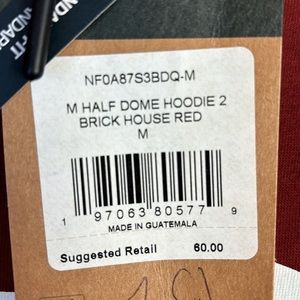 NF0A87S3BDQ-M
M HALF DOME HOODIE 2
BRICK HOUSE RED
M
1 97063 80577 9
MADE IN GUATEMALA
Suggested Retail 60.00